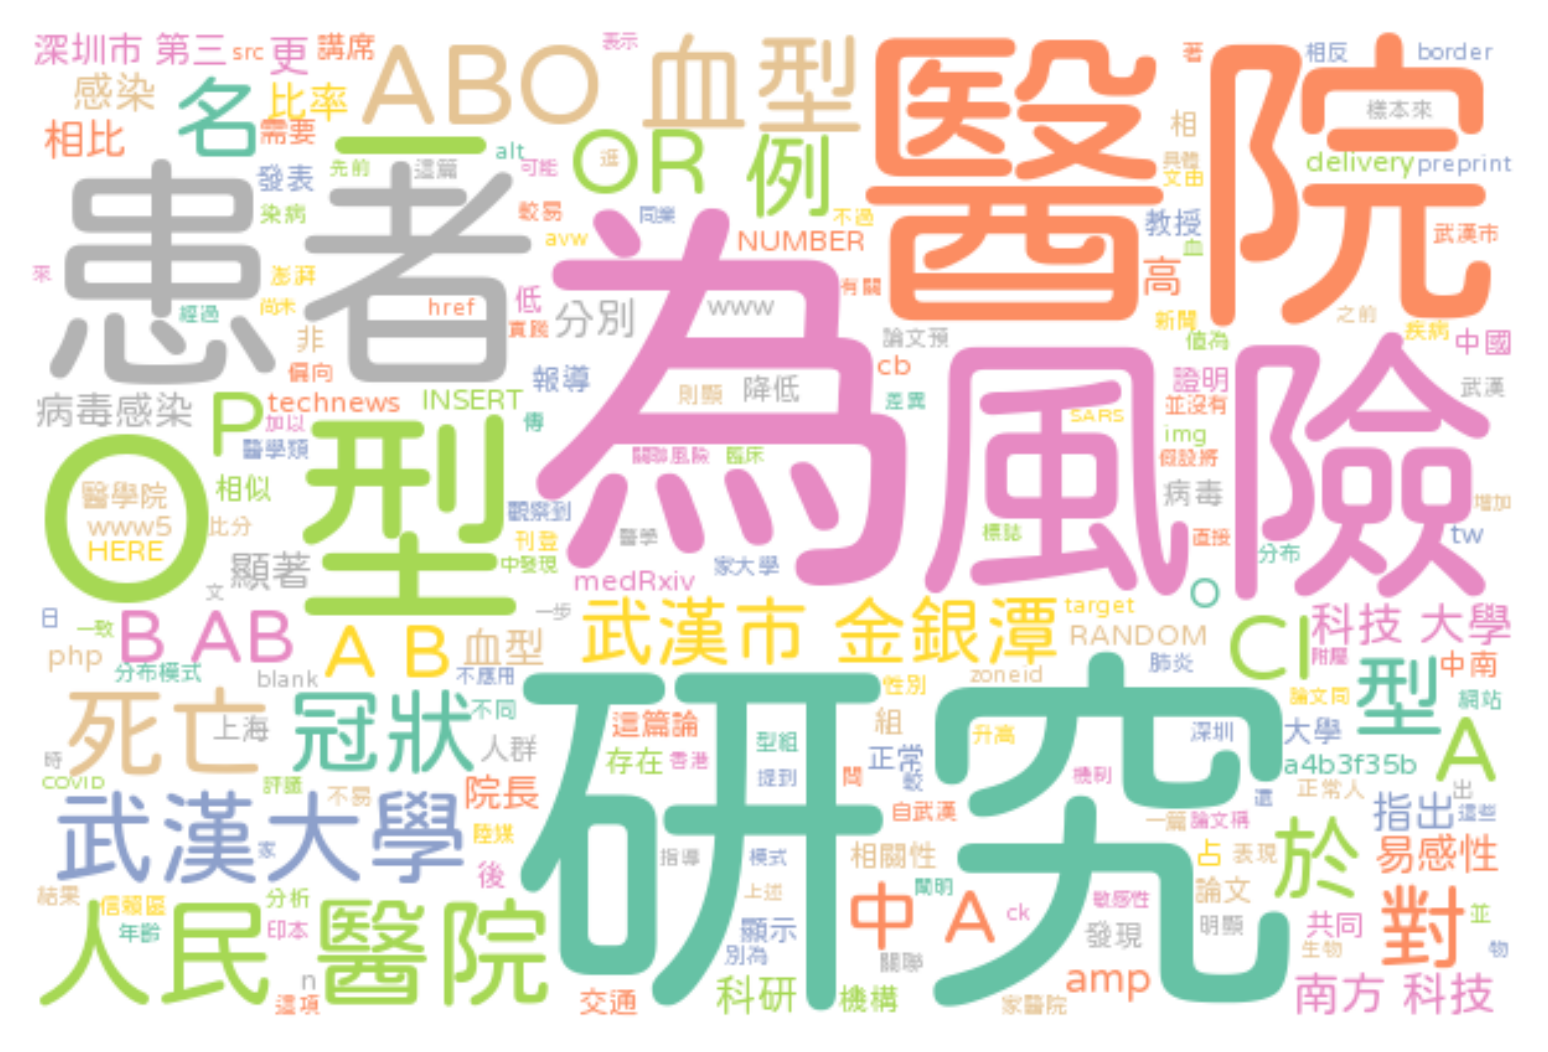 深圳市 第三
src
更
講席
表示
ABO 血型
醫院
著
相反
border
感染
名
比率
相比
需要
二
OR
例
相
樣本來
具體
文由
delivery
preprint
alt
先前
這篇
可能
進
患者
發表
染病
較易
同業
不過
教授
血
武漢市
avw
NUMBER
為
風險
來
澎湃
尚未
經過
href
低
實踐
有關
高
分別
www
新聞
之前
非
偏向
論文預
值為
疾病
中國
報導
cb
則顯
降低
差異
證明
並沒有
武漢
病毒感染
P
technews
加以
INSERT
傳
SARS
img
醫學類
O型
關聯風險
臨床
假設將
醫學院
www5
HERE
相似
比分
觀察到
病毒
增加
刊登
醫學
標誌
直接
tw
顯著
中發現
家大學
分布
文
medRxiv
O
日
一致
B AB
A B
血型
一步
武漢市 金銀潭
target
RANDOM
CI
科技 大學
php
分布模式
blank
不應用
zoneid
肺炎
附屬
中南
型
死亡
上海
冠狀
不同
人群
研究
性別
論文同
網站
這篇論
組
存在
香港
型組
提到
正常
較
升高
深圳
大學
A
時
COVID
評議
不易
院長
問
機制
a4b3f35b
正常人
出
還
武漢大學
家
陸媒
自武漢
一篇
論文稱
指出
這些
後
指導
模式
相關性
占
表現
於
易感性
結果
信賴區
分析
上述
闡明
敏感性
論文
人民 醫院
年齡
印本
顯示
別為
中 A
ck
發現
明顯
共同
生物
對
並
物
關聯
n
這項
交通
科研
機構
家醫院
amp
南方 科技